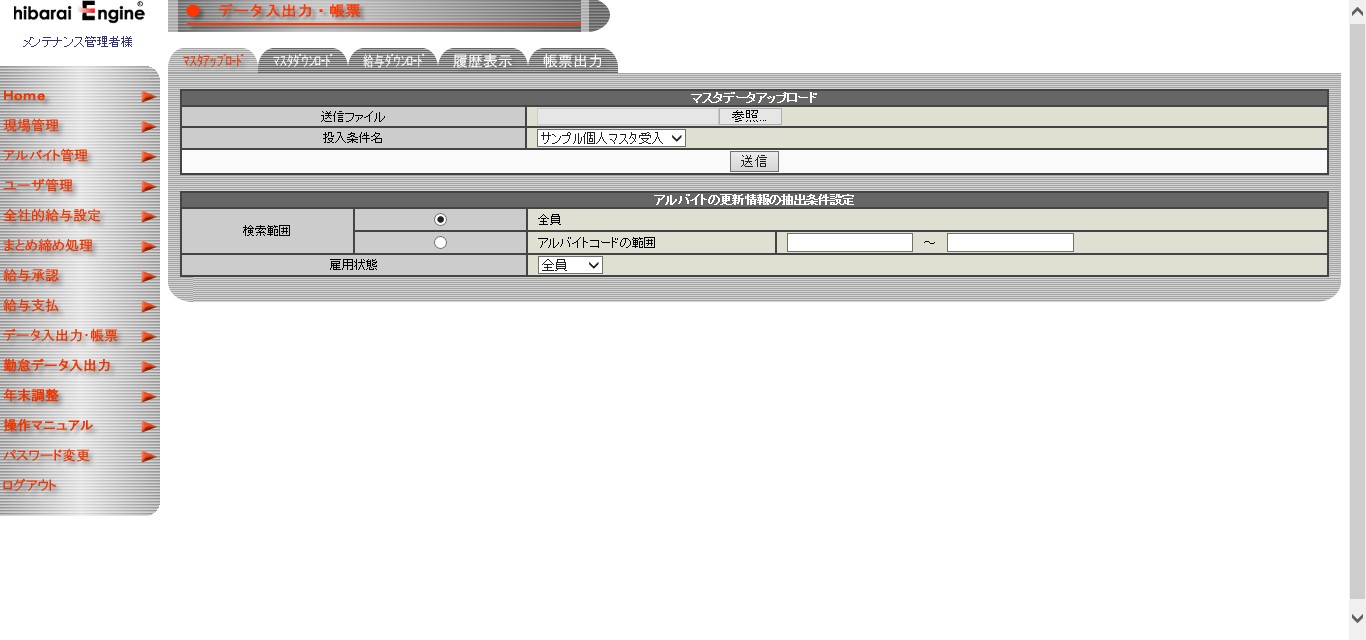 hibarai Engine®
メンテナンス管理者様
Home
現場管理
アルバイト管理
ユーザ管理
全社的給与設定
まとめ締め処理
給与承認
給与支払
データ入出力・帳票
勤怠データ入出力
年末調整
操作マニュアル
パスワード変更
ログアウト
データ入出力・帳票
マスタアップロード マスタダウンロード 給与ダウンロード 履歴表示 帳票出力
マスタデータアップロード
送信ファイル 参照...
投入条件名 サンプル個人マスタ受入
送信
アルバイトの更新情報の抽出条件設定
検索範囲 全員
アルバイトコードの範囲 ～
雇用状態 全員